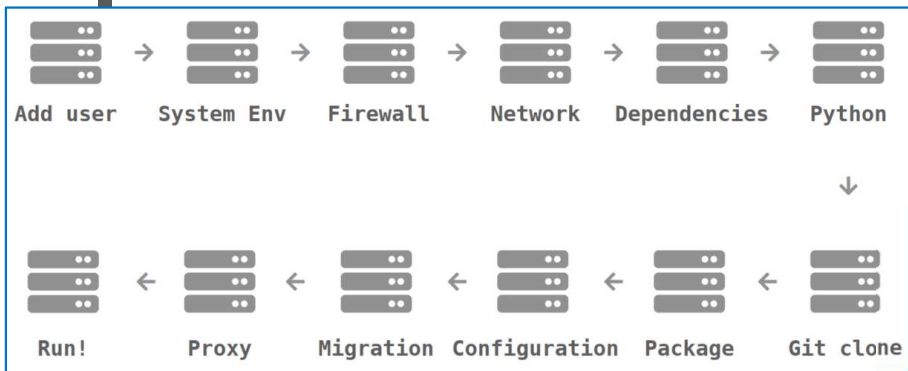 Add user System Env Firewall Network Dependencies Python
Run! Proxy Migration Configuration Package Git clone